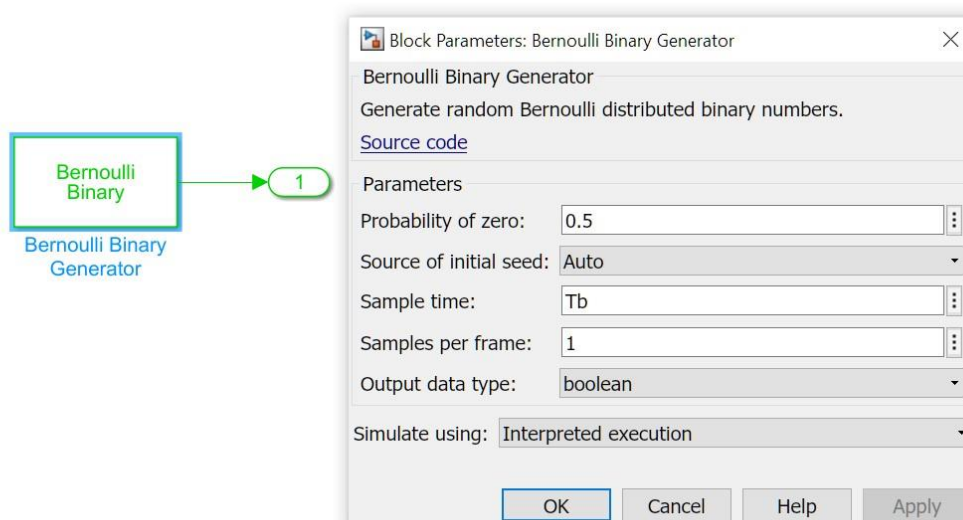 Bernoulli
Binary
1
Bernoulli Binary
Generator
Block Parameters: Bernoulli Binary Generator
Bernoulli Binary Generator
Generate random Bernoulli distributed binary numbers.
Source code
Parameters
Probability of zero: 0.5
Source of initial seed: Auto
Sample time: Tb
Samples per frame: 1
Output data type: boolean
Simulate using: Interpreted execution
OK Cancel Help Apply